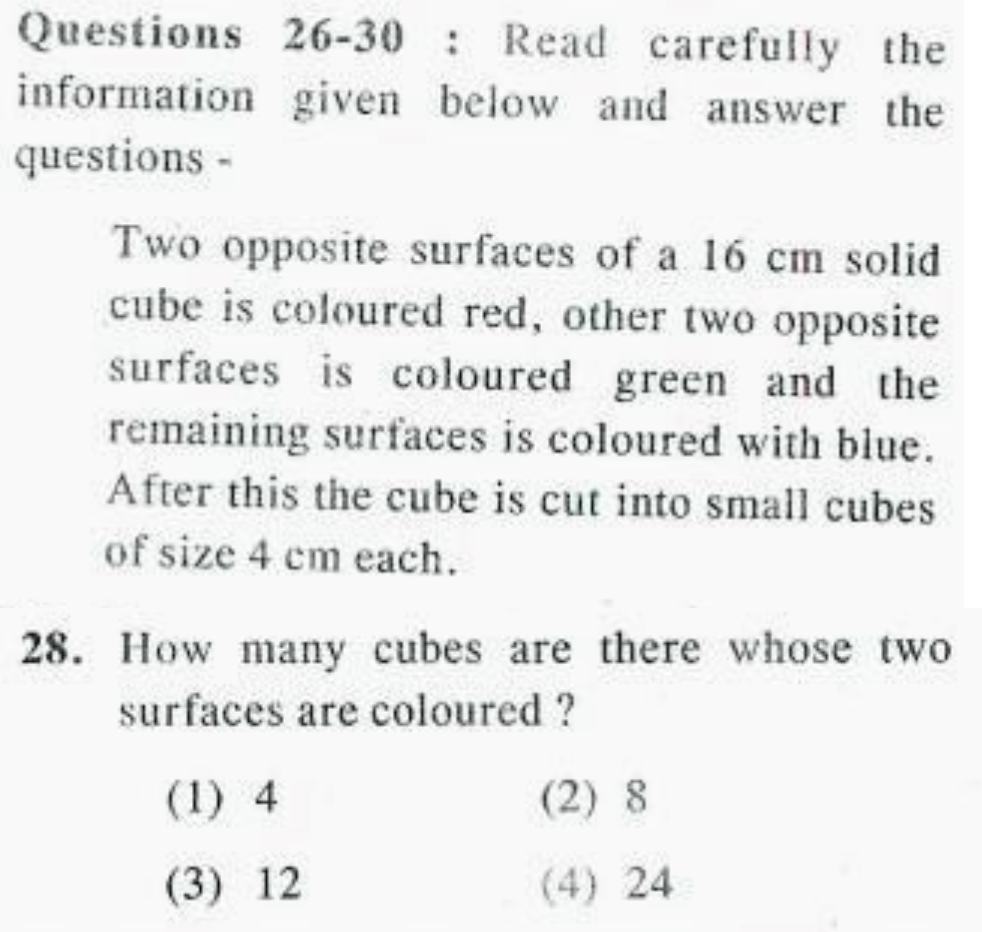 Questions 26-30 : Read carefully the
information given below and answer the
questions -
Two opposite surfaces of a 16 cm solid
cube is coloured red, other two opposite
surfaces is coloured green and the
remaining surfaces is coloured with blue.
After this the cube is cut into small cubes
of size 4 cm each.
28. How many cubes are there whose two
surfaces are coloured ?
(1) 4 (2) 8
(3) 12 (4) 24